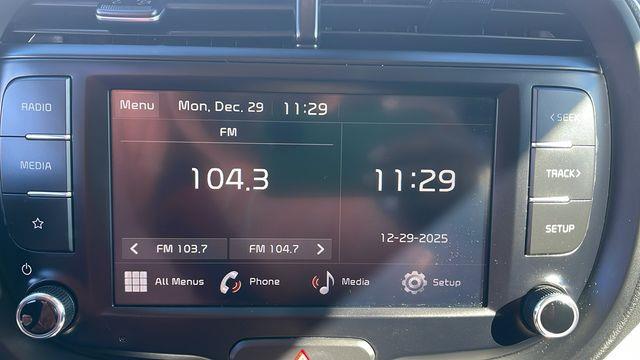 RADIO
MEDIA
Menu Mon, Dec. 29 11:29
FM
104.3
11:29
12-29-2025
< FM 103.7 FM 104.7 >
All Menus Phone Media Setup
< SEEK
TRACK >
SETUP